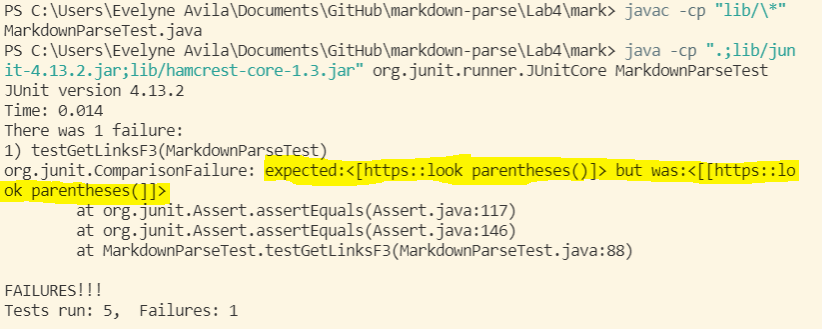 PS C:\Users\Evelyne Avila\Documents\GitHub\markdown-parse\Lab4\mark> javac -cp "lib/\*"
MarkdownParseTest.java
PS C:\Users\Evelyne Avila\Documents\GitHub\markdown-parse\Lab4\mark> java -cp ".;lib/jun
it-4.13.2.jar;lib/hamcrest-core-1.3.jar" org.junit.runner.JUnitCore MarkdownParseTest
JUnit version 4.13.2
Time: 0.014
There was 1 failure:
1) testGetLinksF3(MarkdownParseTest)
org.junit.ComparisonFailure: expected:<[https::look parentheses()]> but was:<[[https::lo
ok parentheses(]]>
at org.junit.Assert.assertEquals(Assert.java:117)
at org.junit.Assert.assertEquals(Assert.java:146)
at MarkdownParseTest.testGetLinksF3(MarkdownParseTest.java:88)
FAILURES!!!
Tests run: 5,  Failures: 1